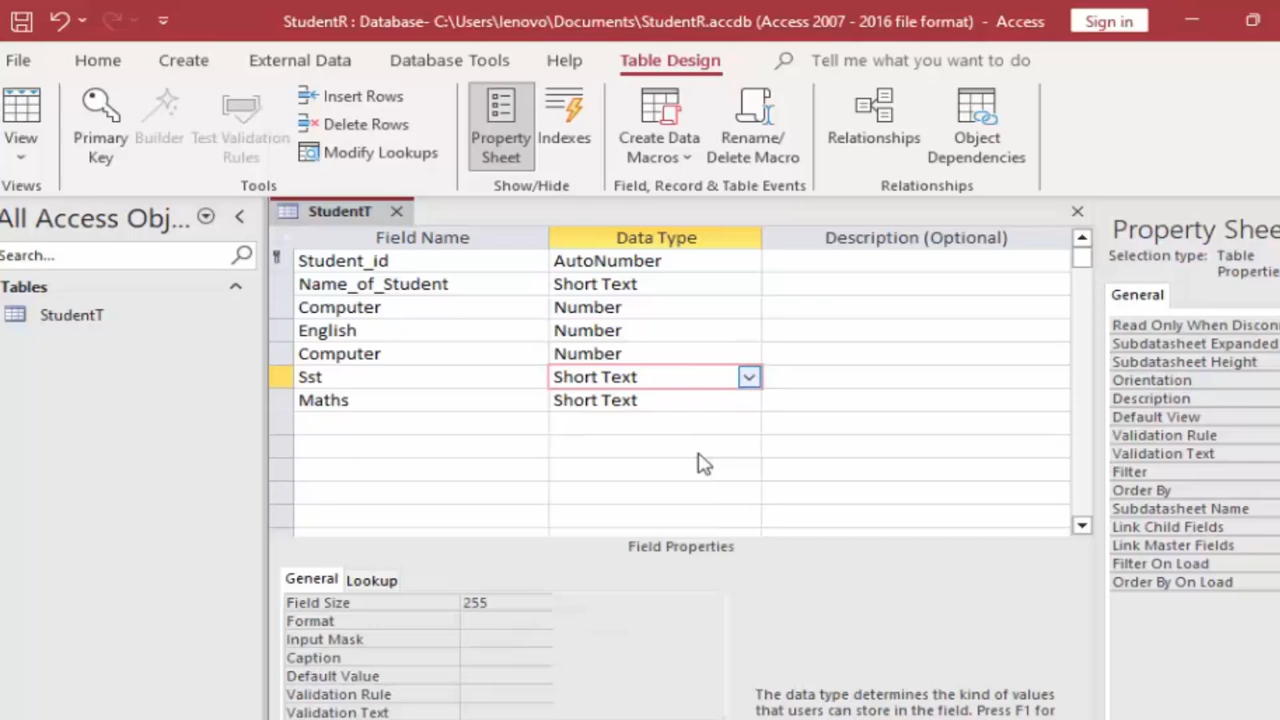 StudentR : Database- C:\Users\lenovo\Documents\StudentR.accdb (Access 2007 - 2016 file format) - Access
Sign in
File Home Create External Data Database Tools Help Table Design Tell me what you want to do
View
Views
Primary Key
Builder
Test Validation Rules
Insert Rows
Delete Rows
Modify Lookups
Tools
Property Sheet
Indexes
Show/Hide
Create Data Macros
Rename/ Delete Macro
Field, Record & Table Events
Relationships
Object Dependencies
Relationships
All Access Obj...
Search...
Tables
StudentT
StudentT
Field Name Data Type Description (Optional)
Student_id AutoNumber
Name_of_Student Short Text
Computer Number
English Number
Computer Number
Sst Short Text
Maths Short Text
Field Properties
General Lookup
Field Size 255
Format
Input Mask
Caption
Default Value
Validation Rule
Validation Text
The data type determines the kind of values
that users can store in the field. Press F1 for
Property Shee
Selection type: Table
Properti
General
Read Only When Discon
Subdatasheet Expanded
Subdatasheet Height
Orientation
Description
Default View
Validation Rule
Validation Text
Filter
Order By
Subdatasheet Name
Link Child Fields
Link Master Fields
Filter On Load
Order By On Load